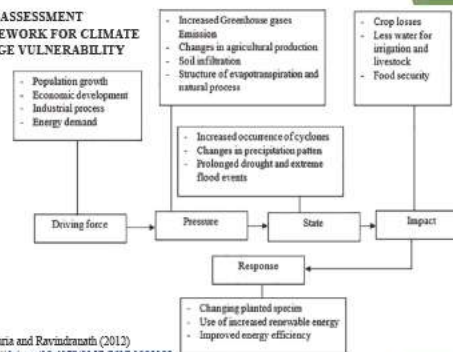 ASSESSMENT
EWORK FOR CLIMATE
GE VULNERABILITY
- Population growth
- Economic development
- Industrial process
- Energy demand
- Increased Greenhouse gases
Emission
- Changes in agricultural production
- Soil infiltration
- Structure of evapotranspiration and
natural process
- Crop losses
- Less water for
irrigation and
livestock
- Food security
- Increased occurrence of cyclones
- Changes in precipitation patten
- Prolonged drought and extreme
flood events
Driving force
Pressure
State
Impact
Response
- Changing planted species
- Use of increased renewable energy
- Improved energy efficiency
uria and Ravindranath (2012)